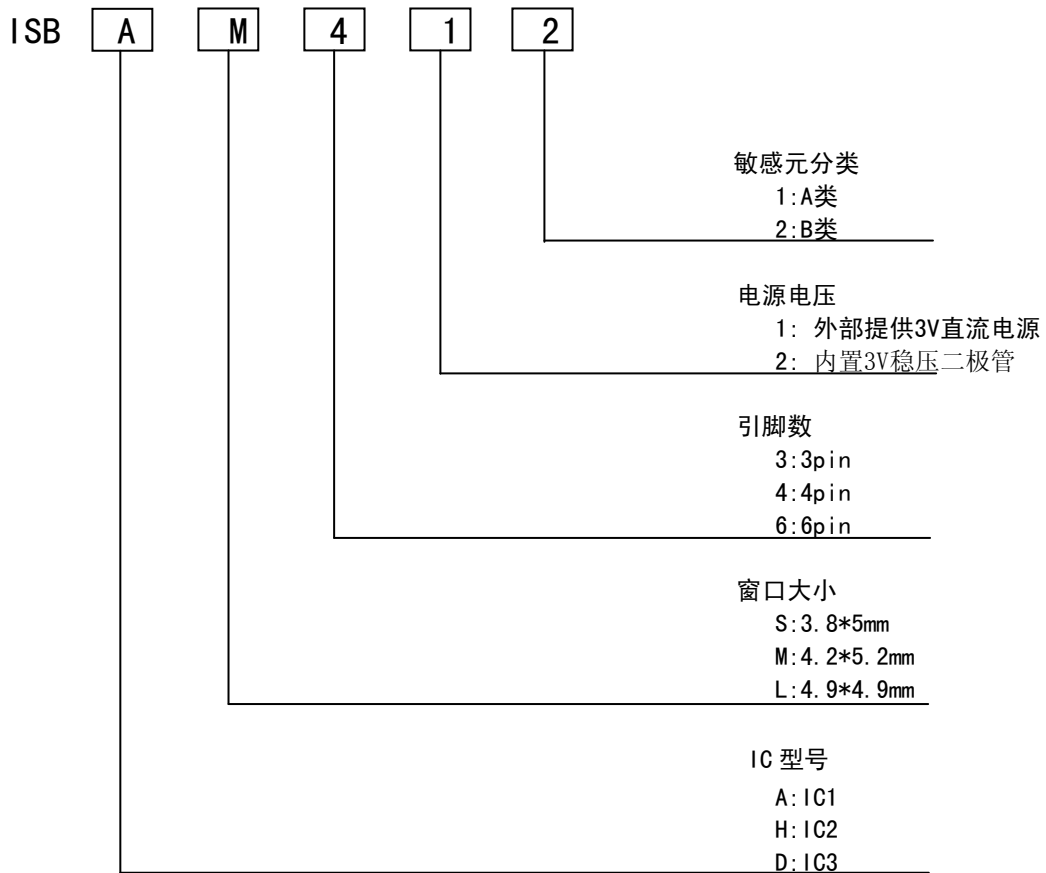 ISB A M 4 1 2
敏感元分类
1:A类
2:B类
电源电压
1: 外部提供3V直流电源
2: 内置3V稳压二极管
引脚数
3:3pin
4:4pin
6:6pin
窗口大小
S:3.8*5mm
M:4.2*5.2mm
L:4.9*4.9mm
IC 型号
A:IC1
H:IC2
D:IC3